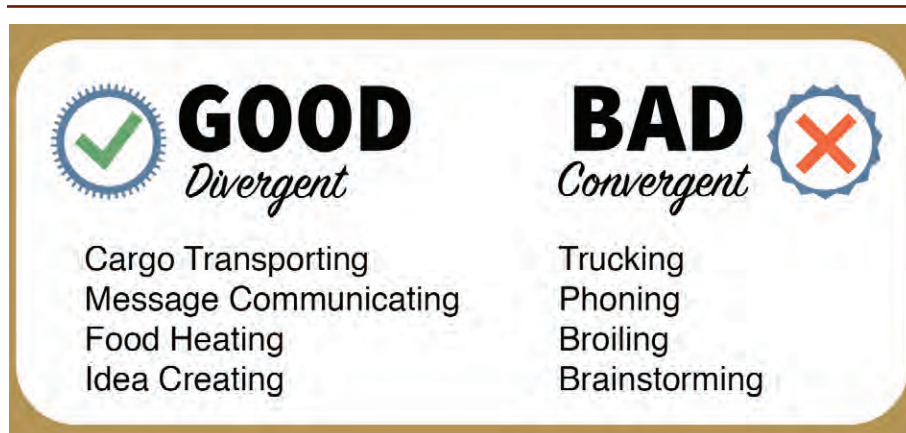 GOOD
Divergent
Cargo Transporting
Message Communicating
Food Heating
Idea Creating
BAD
Convergent
Trucking
Phoning
Broiling
Brainstorming